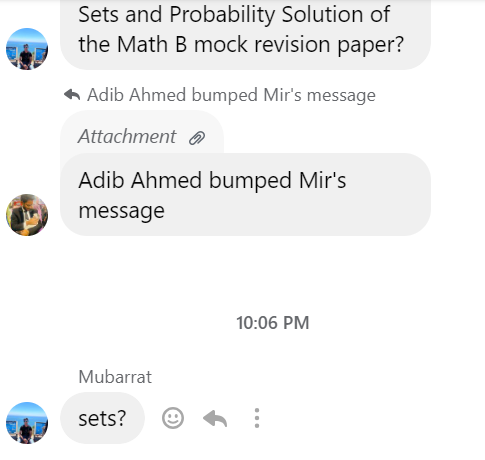 Sets and Probability Solution of
the Math B mock revision paper?
Adib Ahmed bumped Mir's message
Attachment
Adib Ahmed bumped Mir's
message
10:06 PM
Mubarrat
sets?